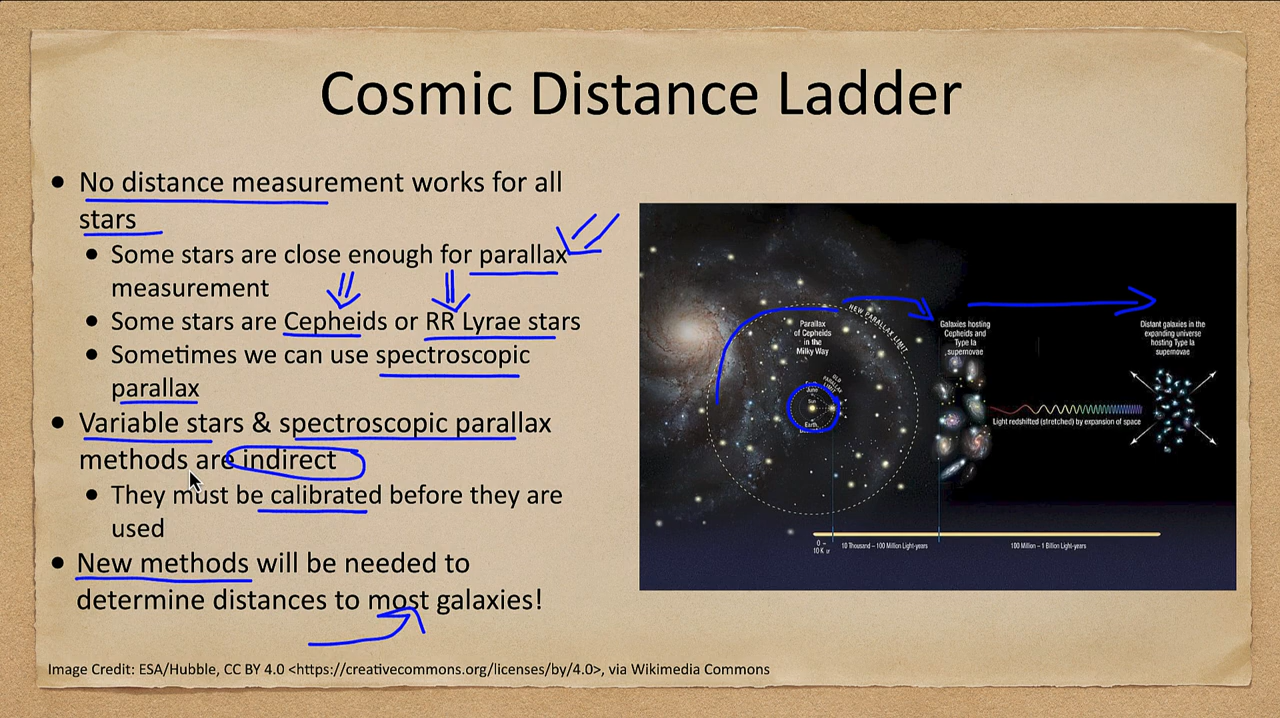 Cosmic Distance Ladder
• No distance measurement works for all
stars
• Some stars are close enough for parallax
measurement
• Some stars are Cepheids or RR Lyrae stars
• Sometimes we can use spectroscopic
parallax
• Variable stars & spectroscopic parallax
methods are indirect
• They must be calibrated before they are
used
• New methods will be needed to
determine distances to most galaxies!
NEW PARALLAX LIMIT
Parallax
of Cepheids
in the
Milky Way
OLD
PARALLAX
LIMIT
June
Sun
Earth
Galaxies hosting
Cepheids and
Type Ia
supernovae
Light redshifted (stretched) by expansion of space
Distant galaxies in the
expanding universe
hosting Type Ia
supernovae
0 –
10 K
10 Thousand – 100 Million Light-years
100 Million – 1 Billion Light-years
Image Credit: ESA/Hubble, CC BY 4.0 <https://creativecommons.org/licenses/by/4.0>, via Wikimedia Commons